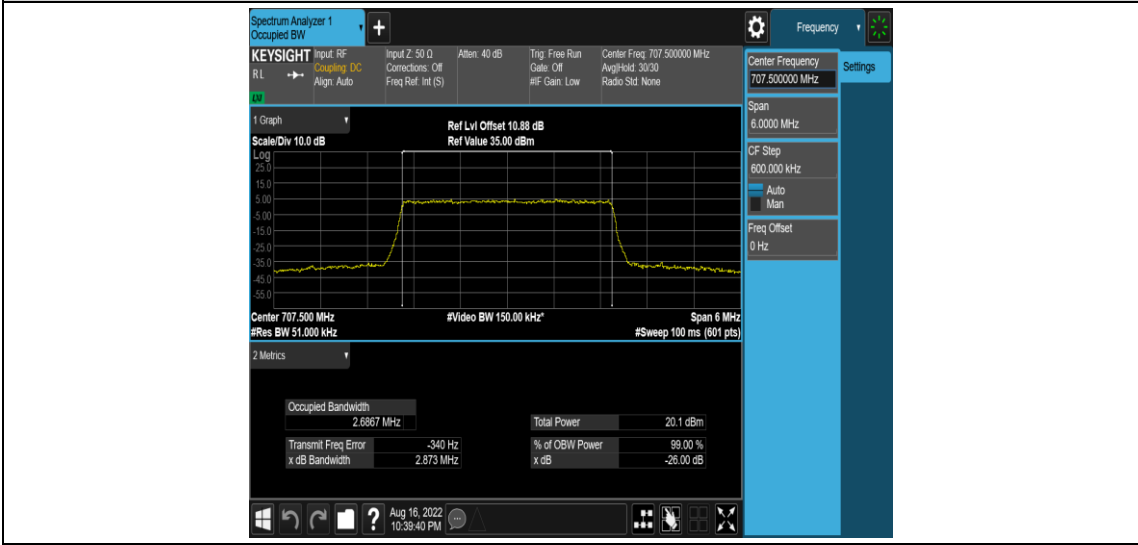 Spectrum Analyzer 1
Occupied BW
+
Frequency
KEYSIGHT
R L
LXI
Input: RF
Coupling: DC
Align: Auto
Input Z: 50 Ω
Corrections: Off
Freq Ref: Int (S)
Atten: 40 dB
Trig: Free Run
Gate: Off
#IF Gain: Low
Center Freq: 707.500000 MHz
Avg|Hold: 30/30
Radio Std: None
1 Graph
Scale/Div 10.0 dB
Ref Lvl Offset 10.88 dB
Ref Value 35.00 dBm
Log
25.0
15.0
5.00
-5.00
-15.0
-25.0
-35.0
-45.0
-55.0
Center 707.500 MHz
#Res BW 51.000 kHz
#Video BW 150.00 kHz*
Span 6 MHz
#Sweep 100 ms (601 pts)
2 Metrics
Occupied Bandwidth
2.6867 MHz
Total Power 20.1 dBm
Transmit Freq Error -340 Hz
% of OBW Power 99.00 %
x dB Bandwidth 2.873 MHz
x dB -26.00 dB
?
Aug 16, 2022
10:39:40 PM
Center Frequency
707.500000 MHz
Settings
Span
6.0000 MHz
CF Step
600.000 kHz
Auto
Man
Freq Offset
0 Hz